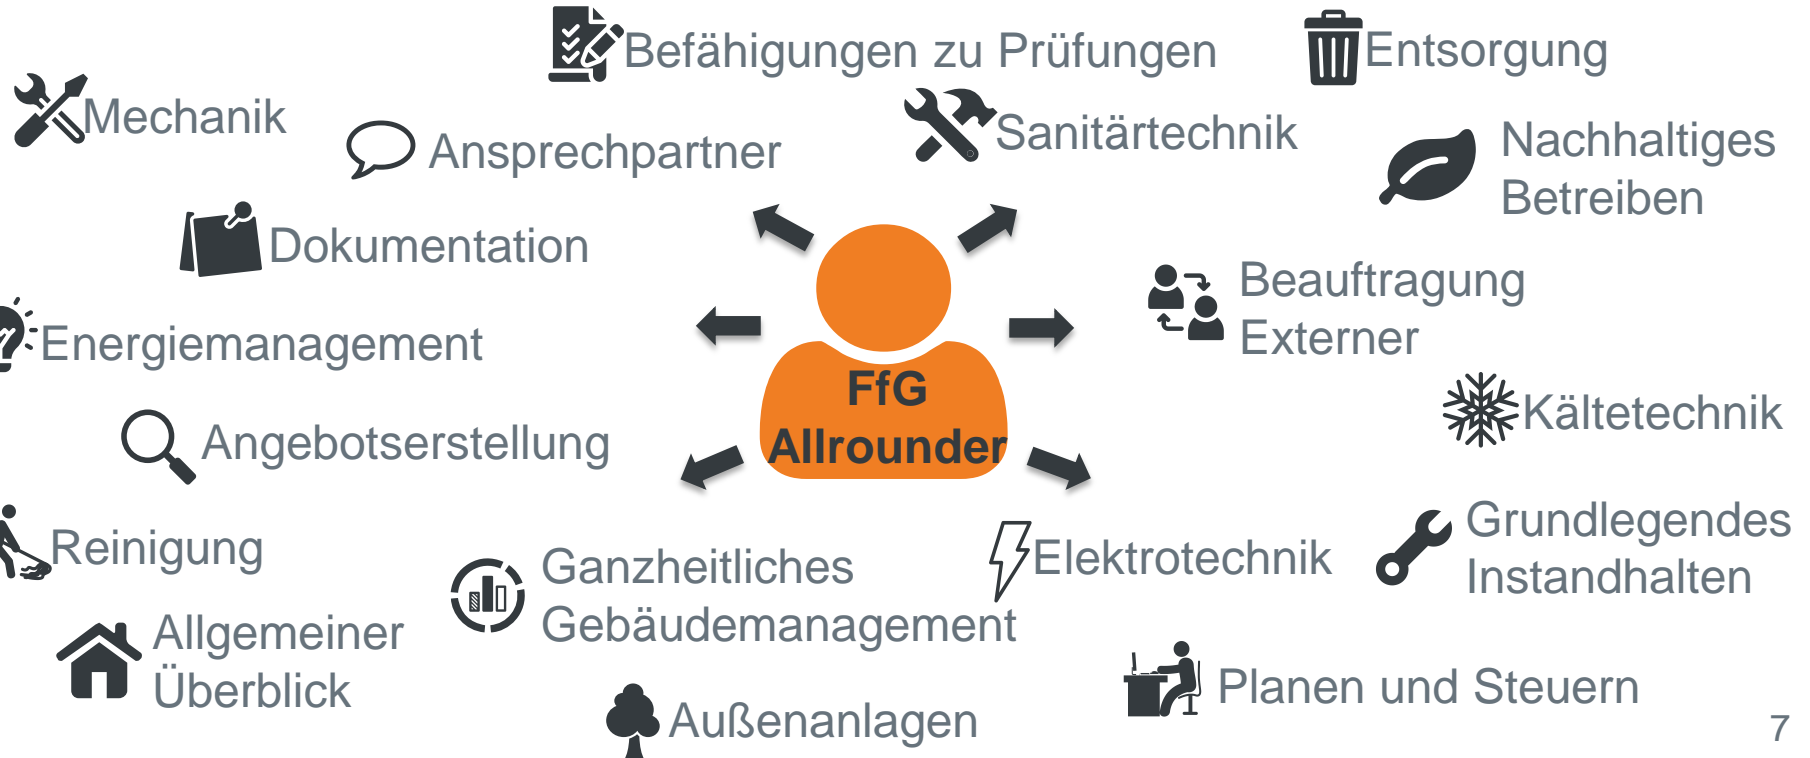 Befähigungen zu Prüfungen
Entsorgung
Mechanik
Ansprechpartner
Sanitärtechnik
Nachhaltiges
Betreiben
Dokumentation
Beauftragung
Externer
Energiemanagement
FfG
Allrounder
Kältetechnik
Angebotserstellung
Reinigung
Ganzheitliches
Gebäudemanagement
Elektrotechnik
Grundlegendes
Instandhalten
Allgemeiner
Überblick
Außenanlagen
Planen und Steuern
7